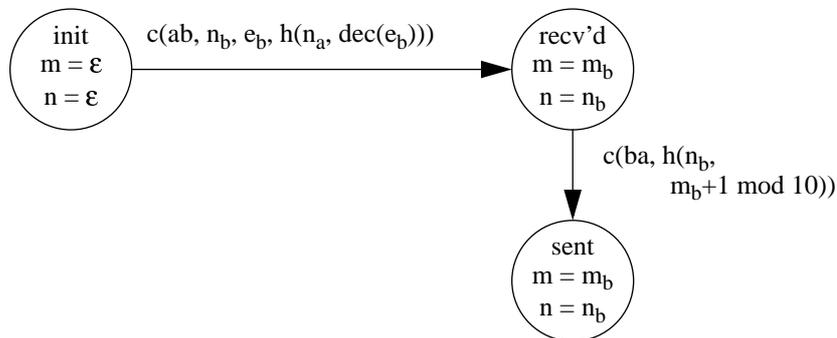 init
m = ε
n = ε
c(ab, n_b, e_b, h(n_a, dec(e_b)))
recv’d
m = m_b
n = n_b
c(ba, h(n_b,
m_b+1 mod 10))
sent
m = m_b
n = n_b